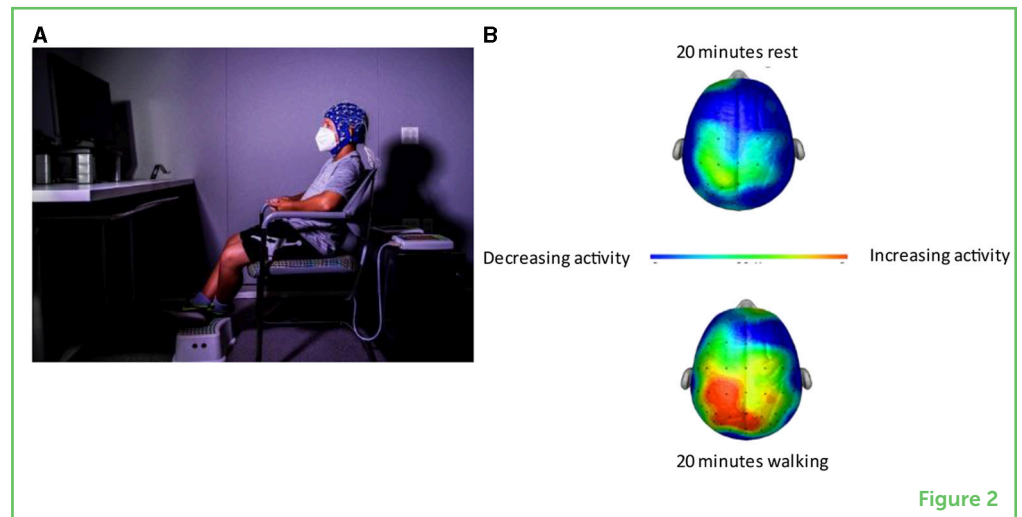 A
B
20 minutes rest
Decreasing activity
Increasing activity
20 minutes walking
Figure 2